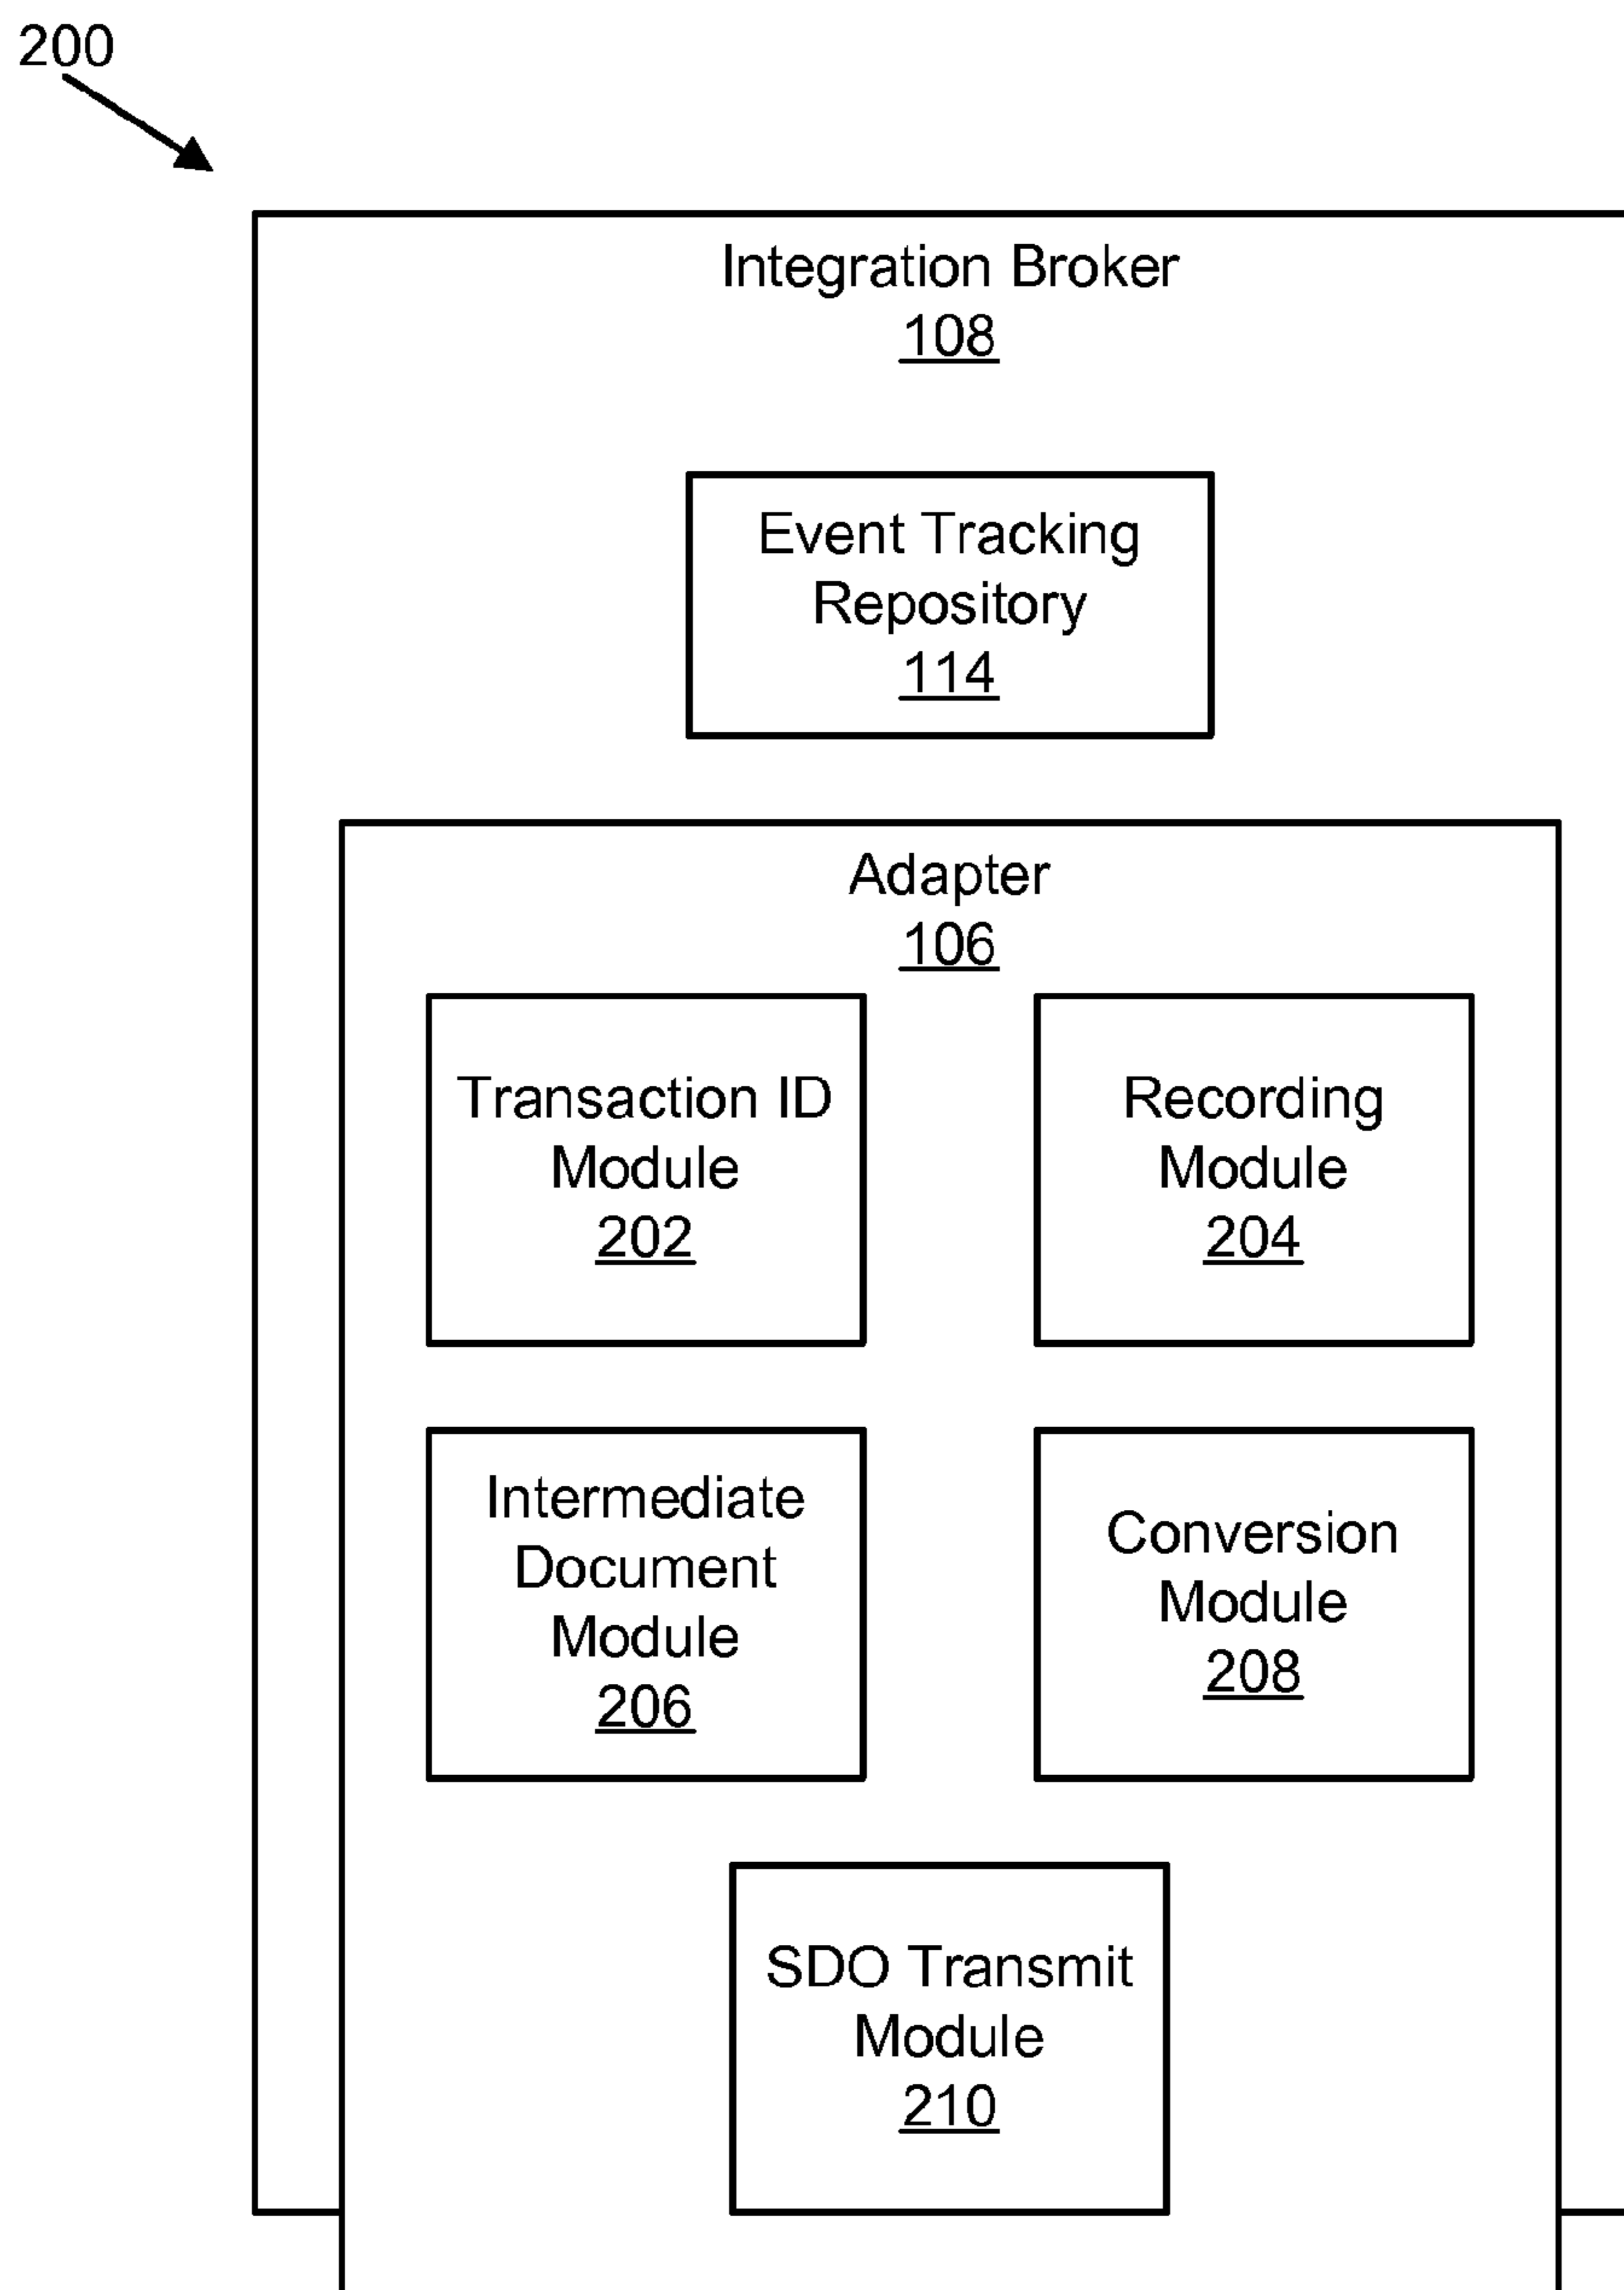 200
Integration Broker
108
Event Tracking
Repository
114
Adapter
106
Transaction ID
Module
202
Recording
Module
204
Intermediate
Document
Module
206
Conversion
Module
208
SDO Transmit
Module
210